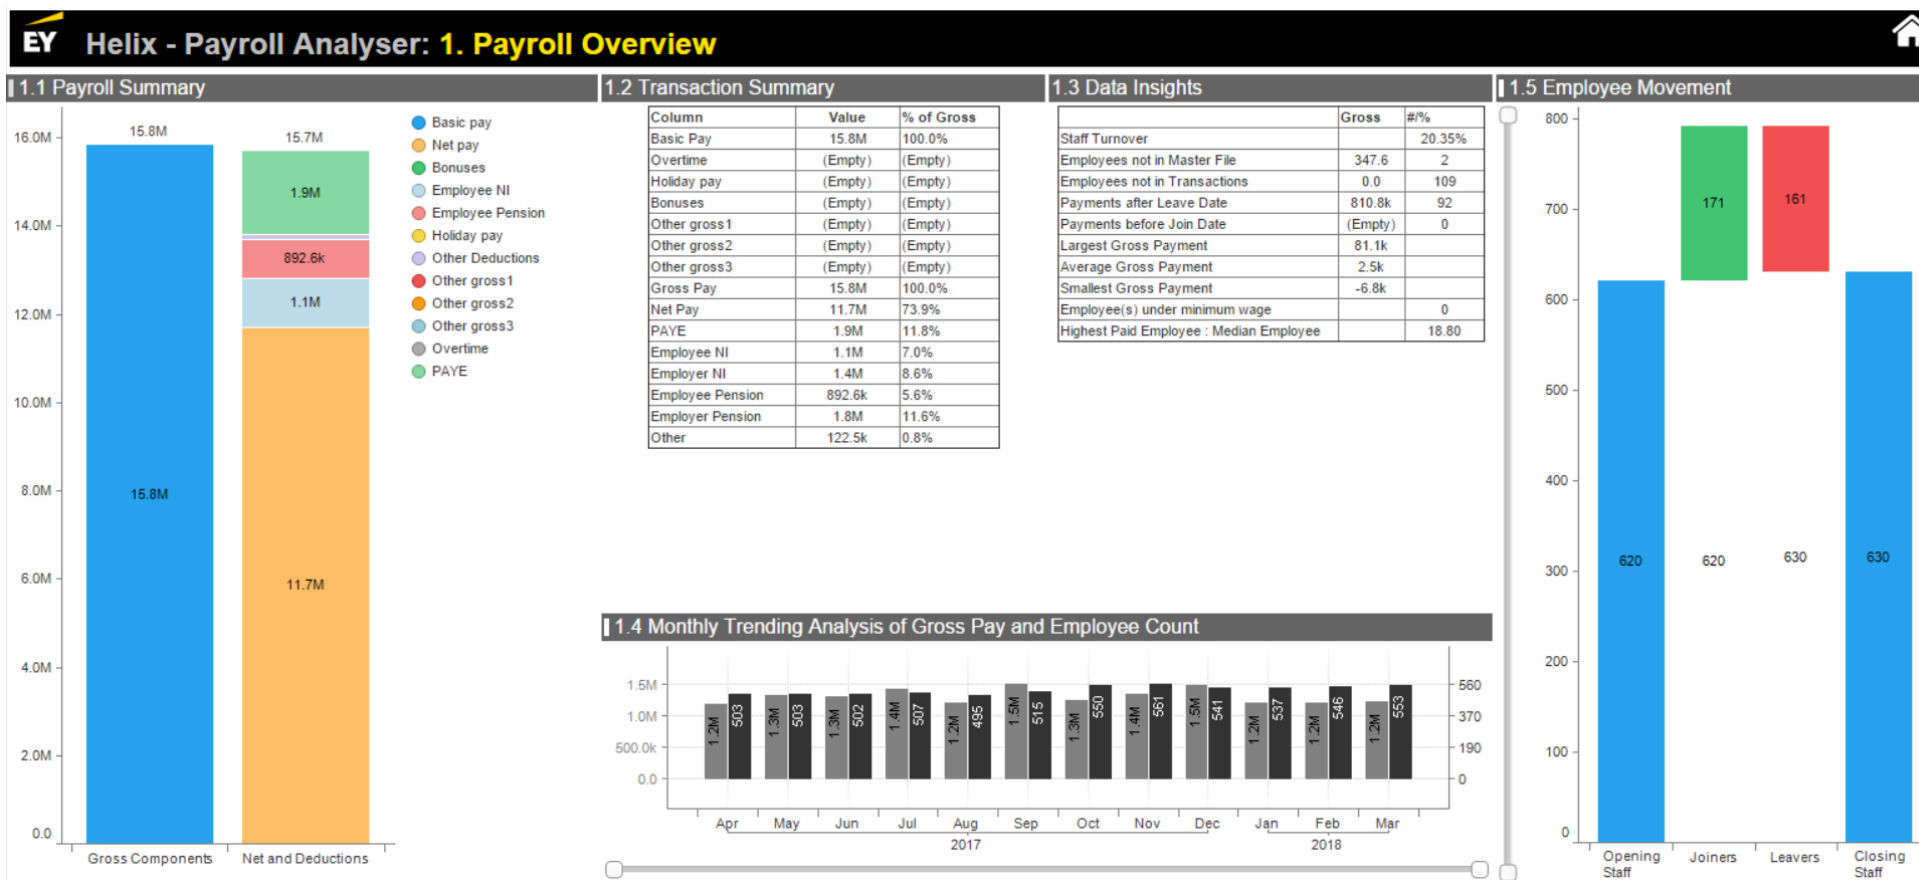 EY Helix - Payroll Analyser: 1. Payroll Overview
1.1 Payroll Summary
16.0M
14.0M
12.0M
10.0M
8.0M
6.0M
4.0M
2.0M
0.0
15.8M
15.7M
1.9M
892.6k
1.1M
15.8M
11.7M
Gross Components
Net and Deductions
Basic pay
Net pay
Bonuses
Employee NI
Employee Pension
Holiday pay
Other Deductions
Other gross1
Other gross2
Other gross3
Overtime
PAYE
1.2 Transaction Summary
Column Value % of Gross
Basic Pay 15.8M 100.0%
Overtime (Empty) (Empty)
Holiday pay (Empty) (Empty)
Bonuses (Empty) (Empty)
Other gross1 (Empty) (Empty)
Other gross2 (Empty) (Empty)
Other gross3 (Empty) (Empty)
Gross Pay 15.8M 100.0%
Net Pay 11.7M 73.9%
PAYE 1.9M 11.8%
Employee NI 1.1M 7.0%
Employer NI 1.4M 8.6%
Employee Pension 892.6k 5.6%
Employer Pension 1.8M 11.6%
Other 122.5k 0.8%
1.3 Data Insights
Gross #/%
Staff Turnover 20.35%
Employees not in Master File 347.6 2
Employees not in Transactions 0.0 109
Payments after Leave Date 810.8k 92
Payments before Join Date (Empty) 0
Largest Gross Payment 81.1k
Average Gross Payment 2.5k
Smallest Gross Payment -6.8k
Employee(s) under minimum wage 0
Highest Paid Employee : Median Employee 18.80
1.4 Monthly Trending Analysis of Gross Pay and Employee Count
1.5M
1.0M
500.0k
0.0
1.2M 503 1.3M 503 1.3M 502 1.4M 507 1.2M 495 1.5M 515 1.3M 550 1.4M 561 1.5M 541 1.2M 537 1.2M 546 1.2M 553
560
370
190
0
Apr May Jun Jul Aug Sep Oct Nov Dec Jan Feb Mar
2017 2018
1.5 Employee Movement
800
700
600
500
400
300
200
100
0
171 161
620 620 630 630
Opening Staff
Joiners
Leavers
Closing Staff